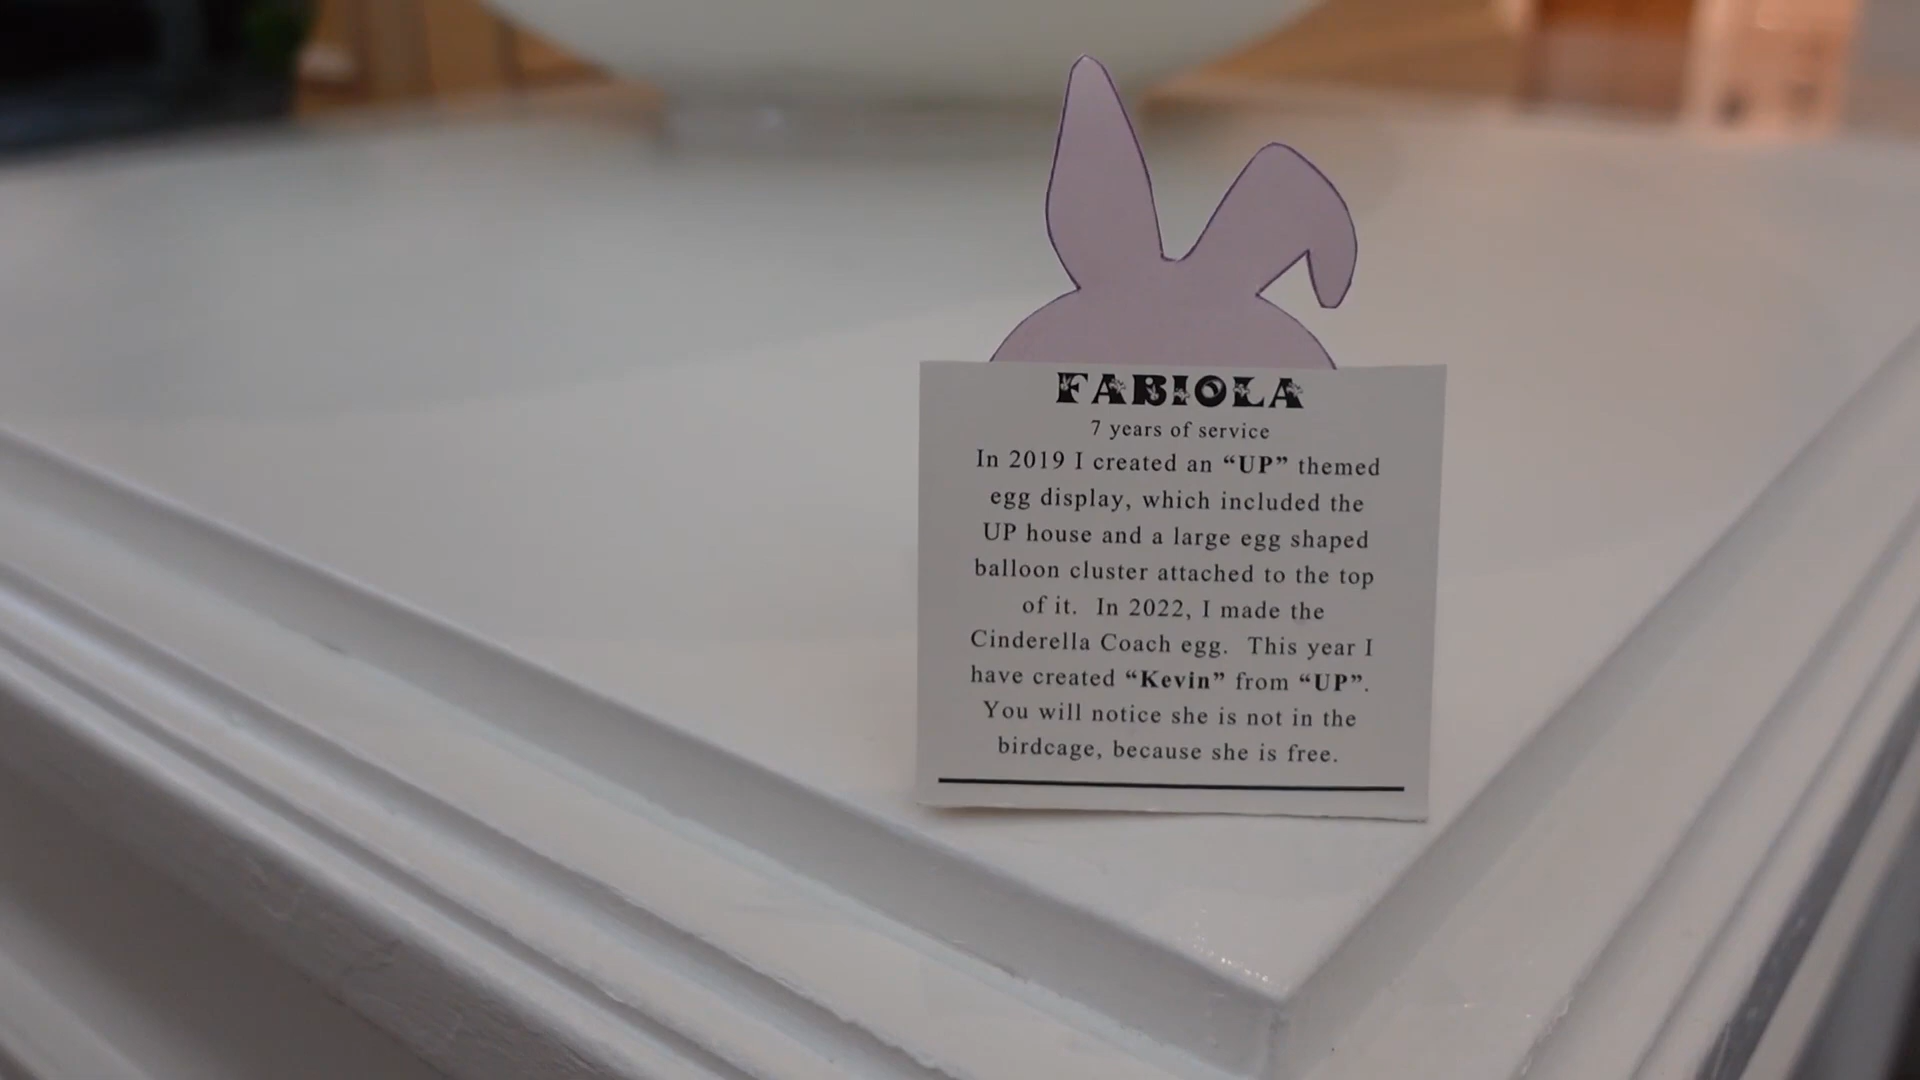 FABIOLA
7 years of service
In 2019 I created an “UP” themed
egg display, which included the
UP house and a large egg shaped
balloon cluster attached to the top
of it.  In 2022, I made the
Cinderella Coach egg.  This year I
have created “Kevin” from “UP”.
You will notice she is not in the
birdcage, because she is free.